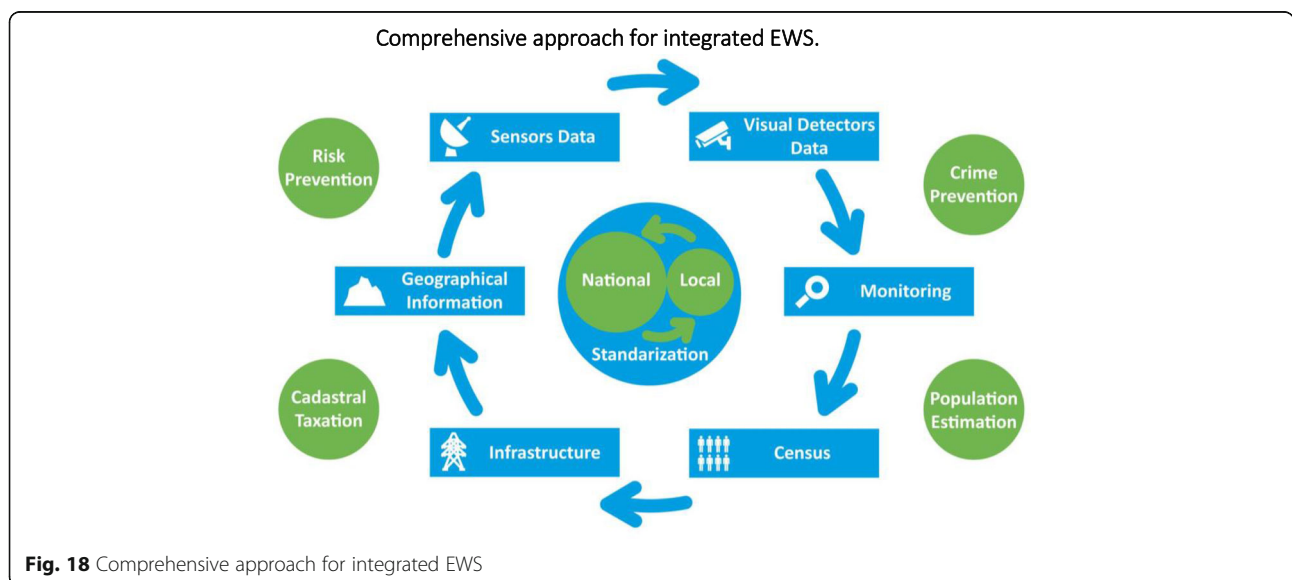 Comprehensive approach for integrated EWS.
Sensors Data
Visual Detectors
Data
Risk
Prevention
Crime
Prevention
Geographical
Information
National
Local
Standarization
Monitoring
Cadastral
Taxation
Infrastructure
Census
Population
Estimation
Fig. 18 Comprehensive approach for integrated EWS